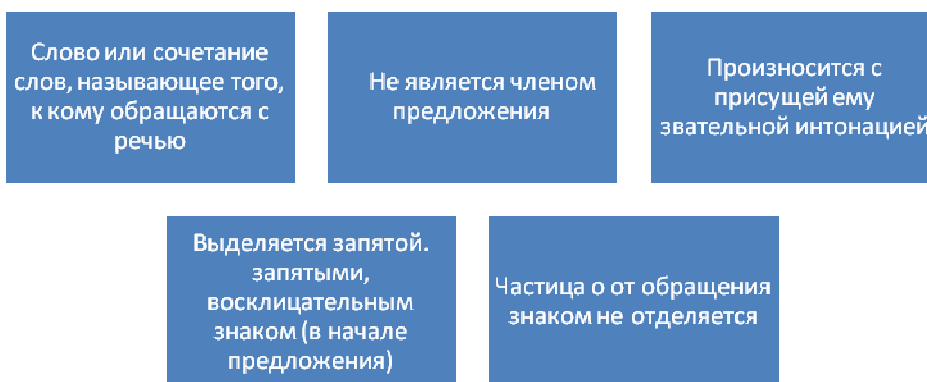 Слово или сочетание
слов, называющее того,
к кому обращаются с
речью
Не является членом
предложения
Произносится с
присущей ему
звательной интонацией
Выделяется запятой.
запятыми,
восклицательным
знаком (в начале
предложения)
Частица о от обращения
знаком не отделяется